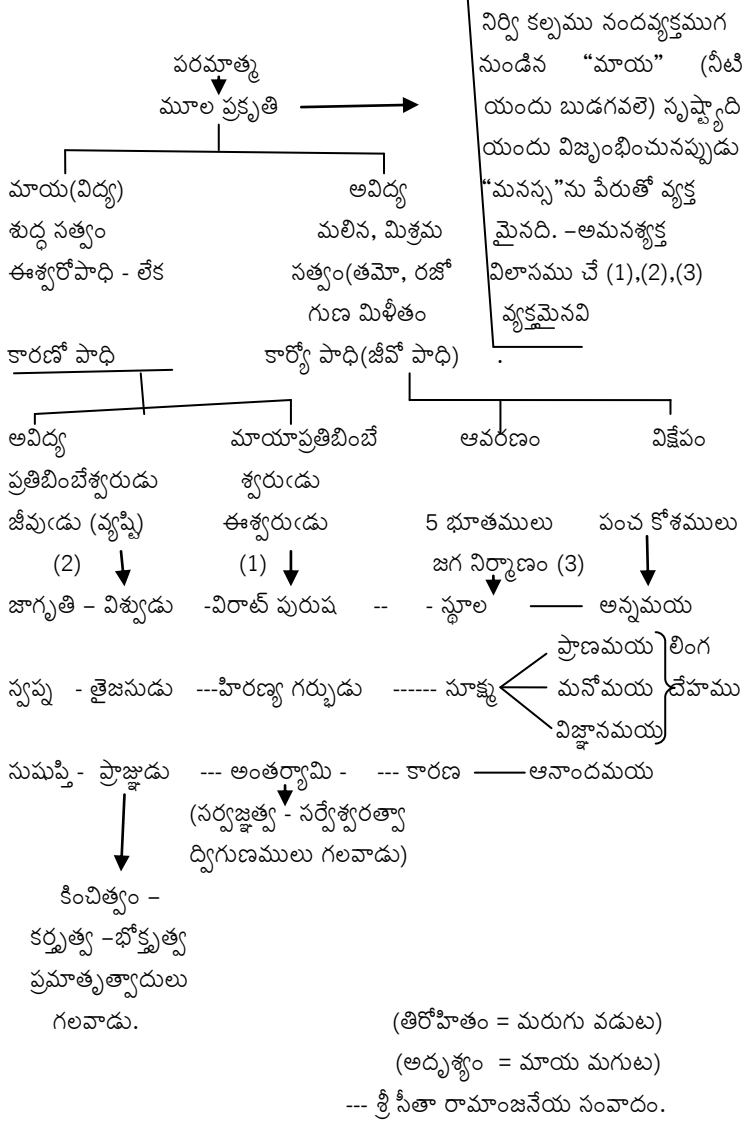 నిర్వి కల్పము నందవ్యక్తముగ
నుండిన “మాయ” (నీటి
యందు బుడగవలె) సృష్ట్యాది
యందు విజృంభించునప్పుడు
“మనస్స”ను పేరుతో వ్యక్త
మైనది. –అమనశ్యక్త
విలాసము చే (1),(2),(3)
వ్యక్తమైనవి
పరమాత్మ
మూల ప్రకృతి
మాయ(విద్య)
శుద్ధ సత్వం
ఈశ్వరోపాధి - లేక
కారణో పాధి
అవిద్య
మలిన, మిశ్రమ
సత్వం(తమో, రజో
గుణ మిళీతం
కార్యో పాధి(జీవో పాధి) .
అవిద్య
ప్రతిబింబేశ్వరుడు
జీవుఁడు (వ్యష్టి)
(2)
మాయాప్రతిబింబే
శ్వరుఁడు
ఈశ్వరుఁడు
(1)
ఆవరణం
5 భూతములు
జగ నిర్మాణం (3)
విక్షేపం
పంచ కోశములు
జాగృతి – విశ్వుడు -విరాట్ పురుష -- - స్థూల అన్నమయ
స్వప్న - తైజసుడు ---హిరణ్య గర్భుడు ------ సూక్ష్మ
ప్రాణమయ
మనోమయ
విజ్ఞానమయ
లింగ
దేహము
సుషుప్తి - ప్రాజ్ఞుడు --- అంతర్యామి - --- కారణ ఆనాందమయ
(సర్వజ్ఞత్వ - సర్వేశ్వరత్వా
ద్విగుణములు గలవాడు)
కించిత్వం –
కర్తృత్వ –భోక్తృత్వ
ప్రమాతృత్వాదులు
గలవాడు.
(తిరోహితం = మరుగు వడుట)
(అదృశ్యం = మాయ మగుట)
--- శ్రీ సీతా రామాంజనేయ సంవాదం.